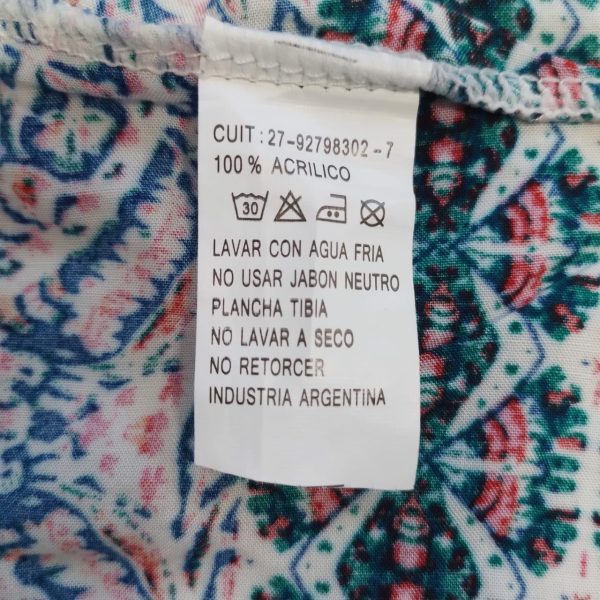 CUIT : 27-92798302-7
100 % ACRILICO
30
LAVAR CON AGUA FRIA
NO USAR JABON NEUTRO
PLANCHA TIBIA
NO LAVAR A SECO
NO RETORCER
INDUSTRIA ARGENTINA